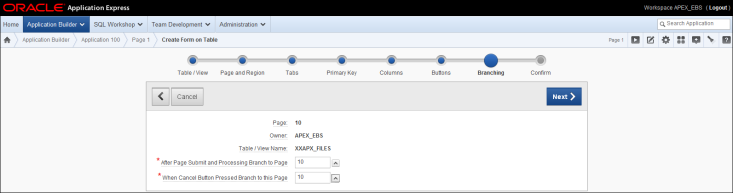 ORACLE Application Express Workspace APEX_EBS (Logout)
Home Application Builder SQL Workshop Team Development Administration Search Application
Application Builder Application 100 Page 1 Create Form on Table Page 1
Table / View Page and Region Tabs Primary Key Columns Buttons Branching Confirm
Cancel Next
Page: 10
Owner: APEX_EBS
Table / View Name: XXAPX_FILES
* After Page Submit and Processing Branch to Page 10
* When Cancel Button Pressed Branch to this Page 10